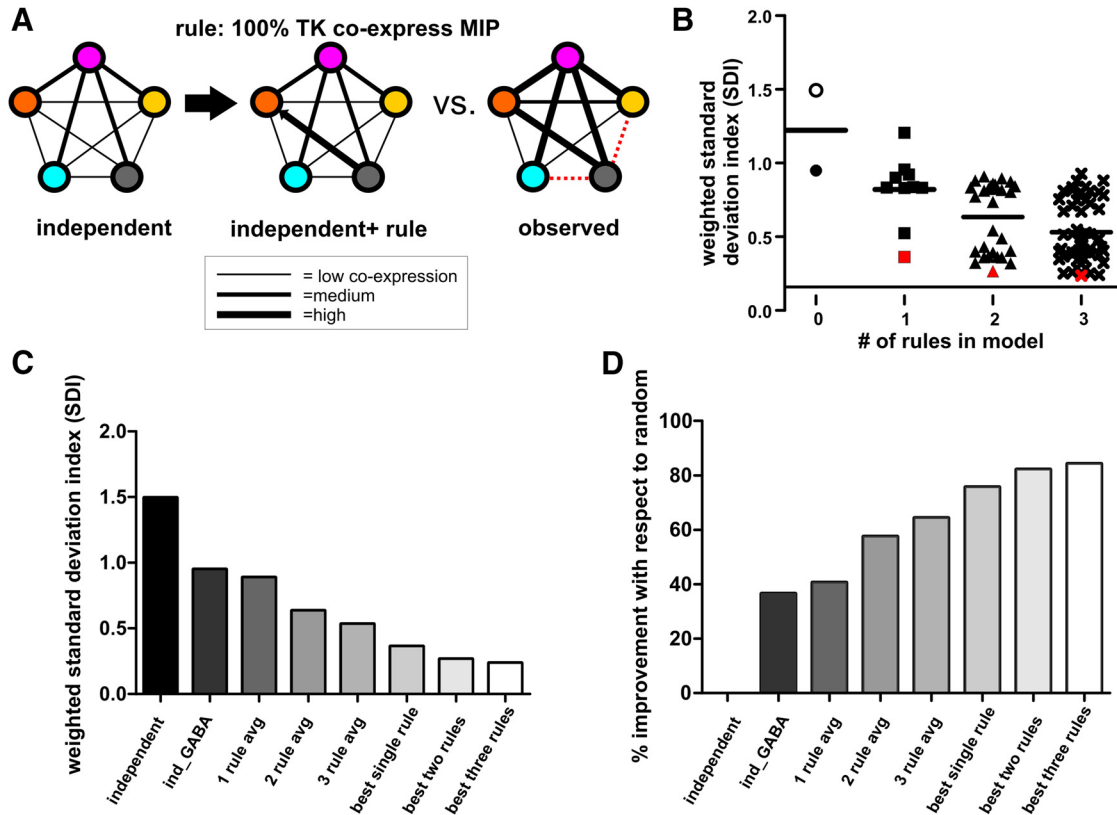 A
rule: 100% TK co-express MIP
vs.
independent
independent+ rule
observed
= low co-expression
=medium
=high
B
weighted standard
deviation index (SDI)
2.0
1.5
1.0
0.5
0.0
0
1
2
3
# of rules in model
C
weighted standard deviation index (SDI)
2.0
1.5
1.0
0.5
0.0
independent
ind_GABA
1 rule avg
2 rule avg
3 rule avg
best single rule
best two rules
best three rules
D
% improvement with respect to random
100
80
60
40
20
0
independent
ind_GABA
1 rule avg
2 rule avg
3 rule avg
best single rule
best two rules
best three rules